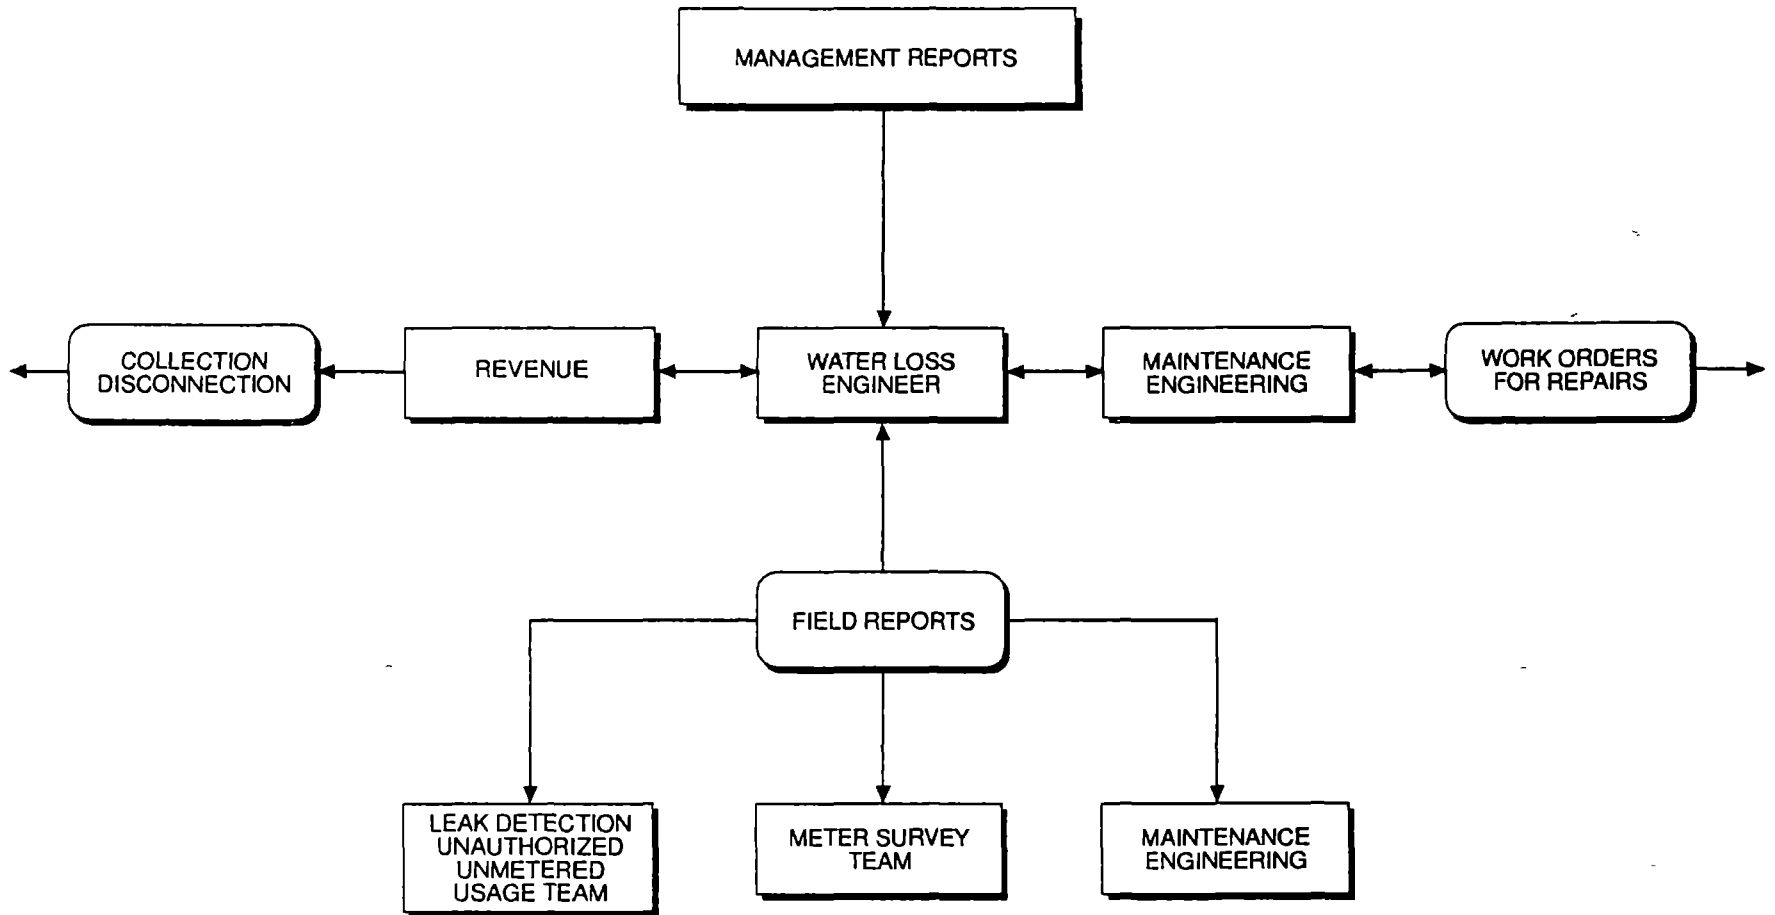 MANAGEMENT REPORTS
COLLECTION
DISCONNECTION
REVENUE
WATER LOSS
ENGINEER
MAINTENANCE
ENGINEERING
WORK ORDERS
FOR REPAIRS
FIELD REPORTS
LEAK DETECTION
UNAUTHORIZED
UNMETERED
USAGE TEAM
METER SURVEY
TEAM
MAINTENANCE
ENGINEERING